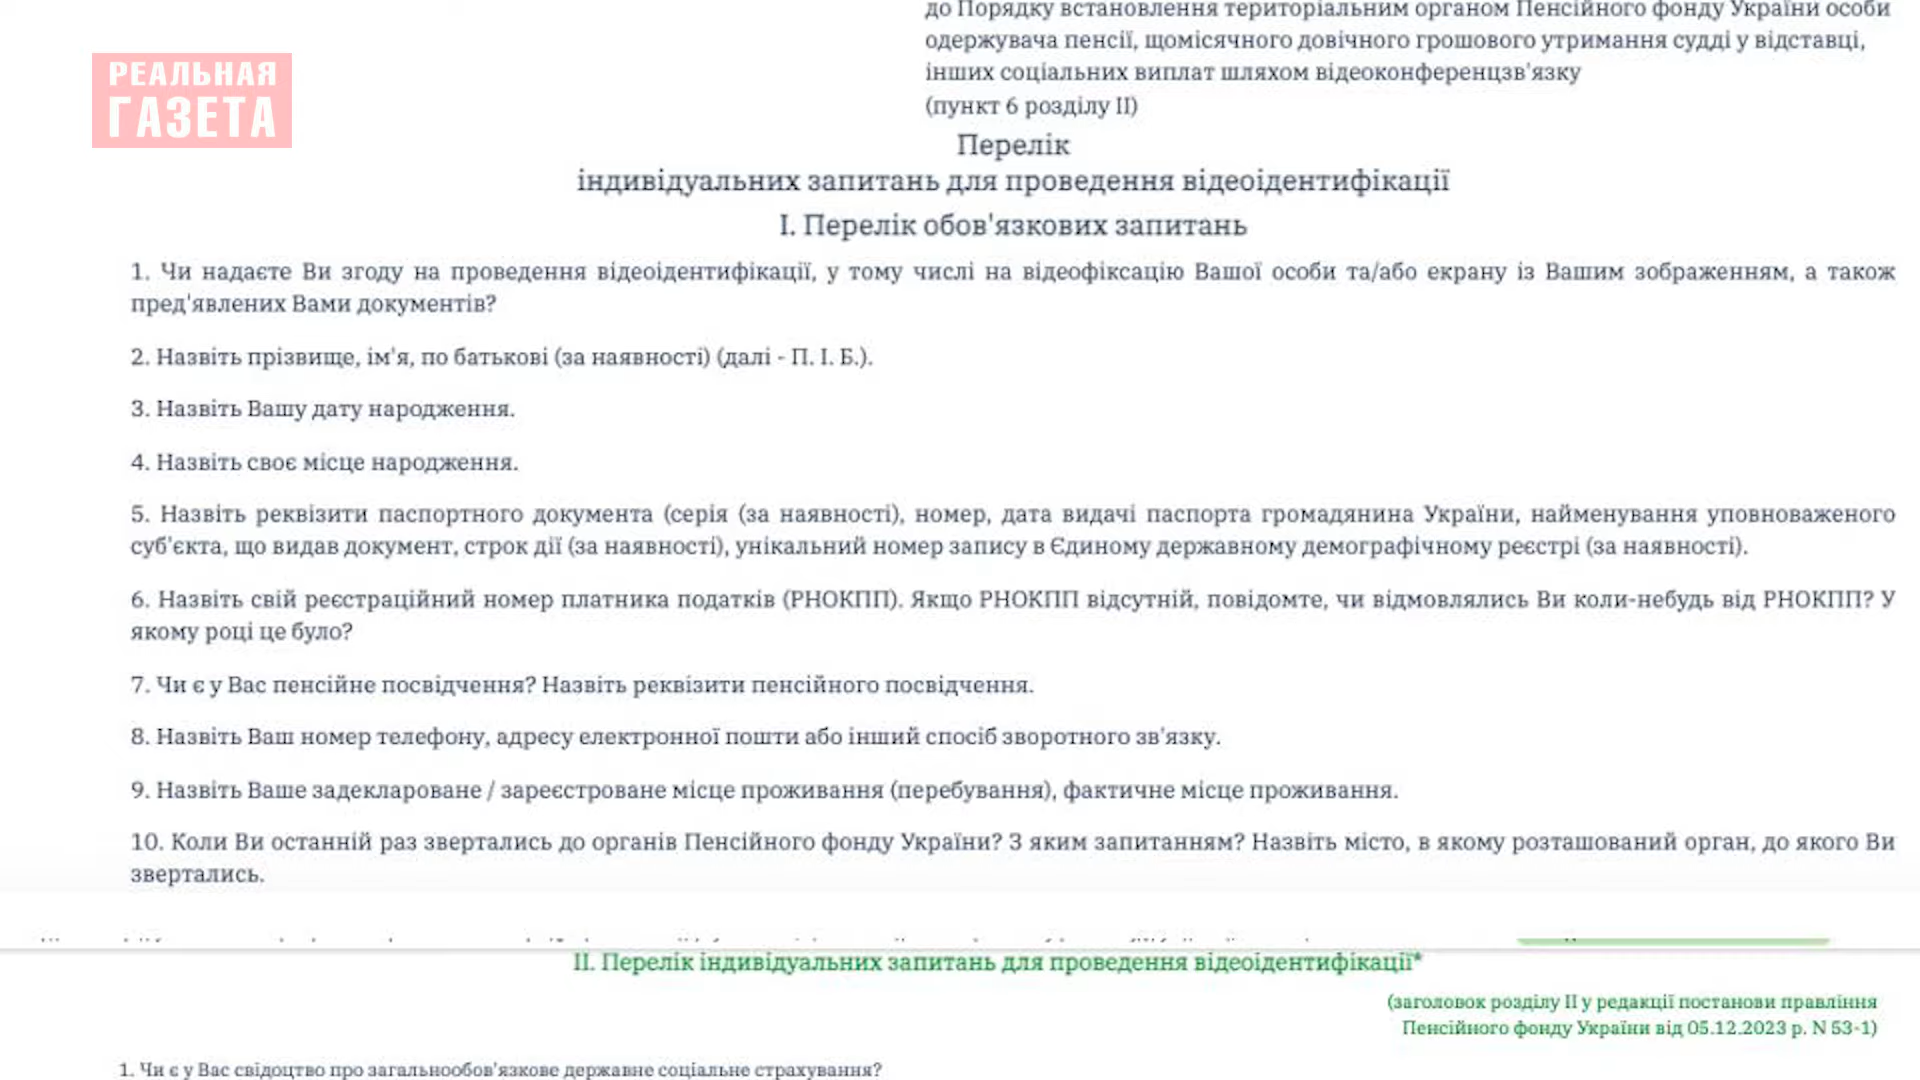 до Порядку встановлення територіальним органом Пенсійного фонду України особи
одержувача пенсії, щомісячного довічного грошового утримання судді у відставці,
інших соціальних виплат шляхом відеоконференцзв'язку
(пункт 6 розділу II)
РЕАЛЬНАЯ
ГАЗЕТА
Перелік
індивідуальних запитань для проведення відеоідентифікації
І. Перелік обов'язкових запитань
1. Чи надаєте Ви згоду на проведення відеоідентифікації, у тому числі на відеофіксацію Вашої особи та/або екрану із Вашим зображенням, а також
пред'явлених Вами документів?
2. Назвіть прізвище, ім'я, по батькові (за наявності) (далі - П. І. Б.).
3. Назвіть Вашу дату народження.
4. Назвіть своє місце народження.
5. Назвіть реквізити паспортного документа (серія (за наявності), номер, дата видачі паспорта громадянина України, найменування уповноваженого
суб'єкта, що видав документ, строк дії (за наявності), унікальний номер запису в Єдиному державному демографічному реєстрі (за наявності).
6. Назвіть свій реєстраційний номер платника податків (РНОКПП). Якщо РНОКПП відсутній, повідомте, чи відмовлялись Ви коли-небудь від РНОКПП? У
якому році це було?
7. Чи є у Вас пенсійне посвідчення? Назвіть реквізити пенсійного посвідчення.
8. Назвіть Ваш номер телефону, адресу електронної пошти або інший спосіб зворотного зв'язку.
9. Назвіть Ваше задеклароване / зареєстроване місце проживання (перебування), фактичне місце проживання.
10. Коли Ви останній раз звертались до органів Пенсійного фонду України? З яким запитанням? Назвіть місто, в якому розташований орган, до якого Ви
звертались.
II. Перелік індивідуальних запитань для проведення відеоідентифікації*
(заголовок розділу II у редакції постанови правління
Пенсійного фонду України від 05.12.2023 р. N 53-1)
1. Чи є у Вас свідоцтво про загальнообов'язкове державне соціальне страхування?